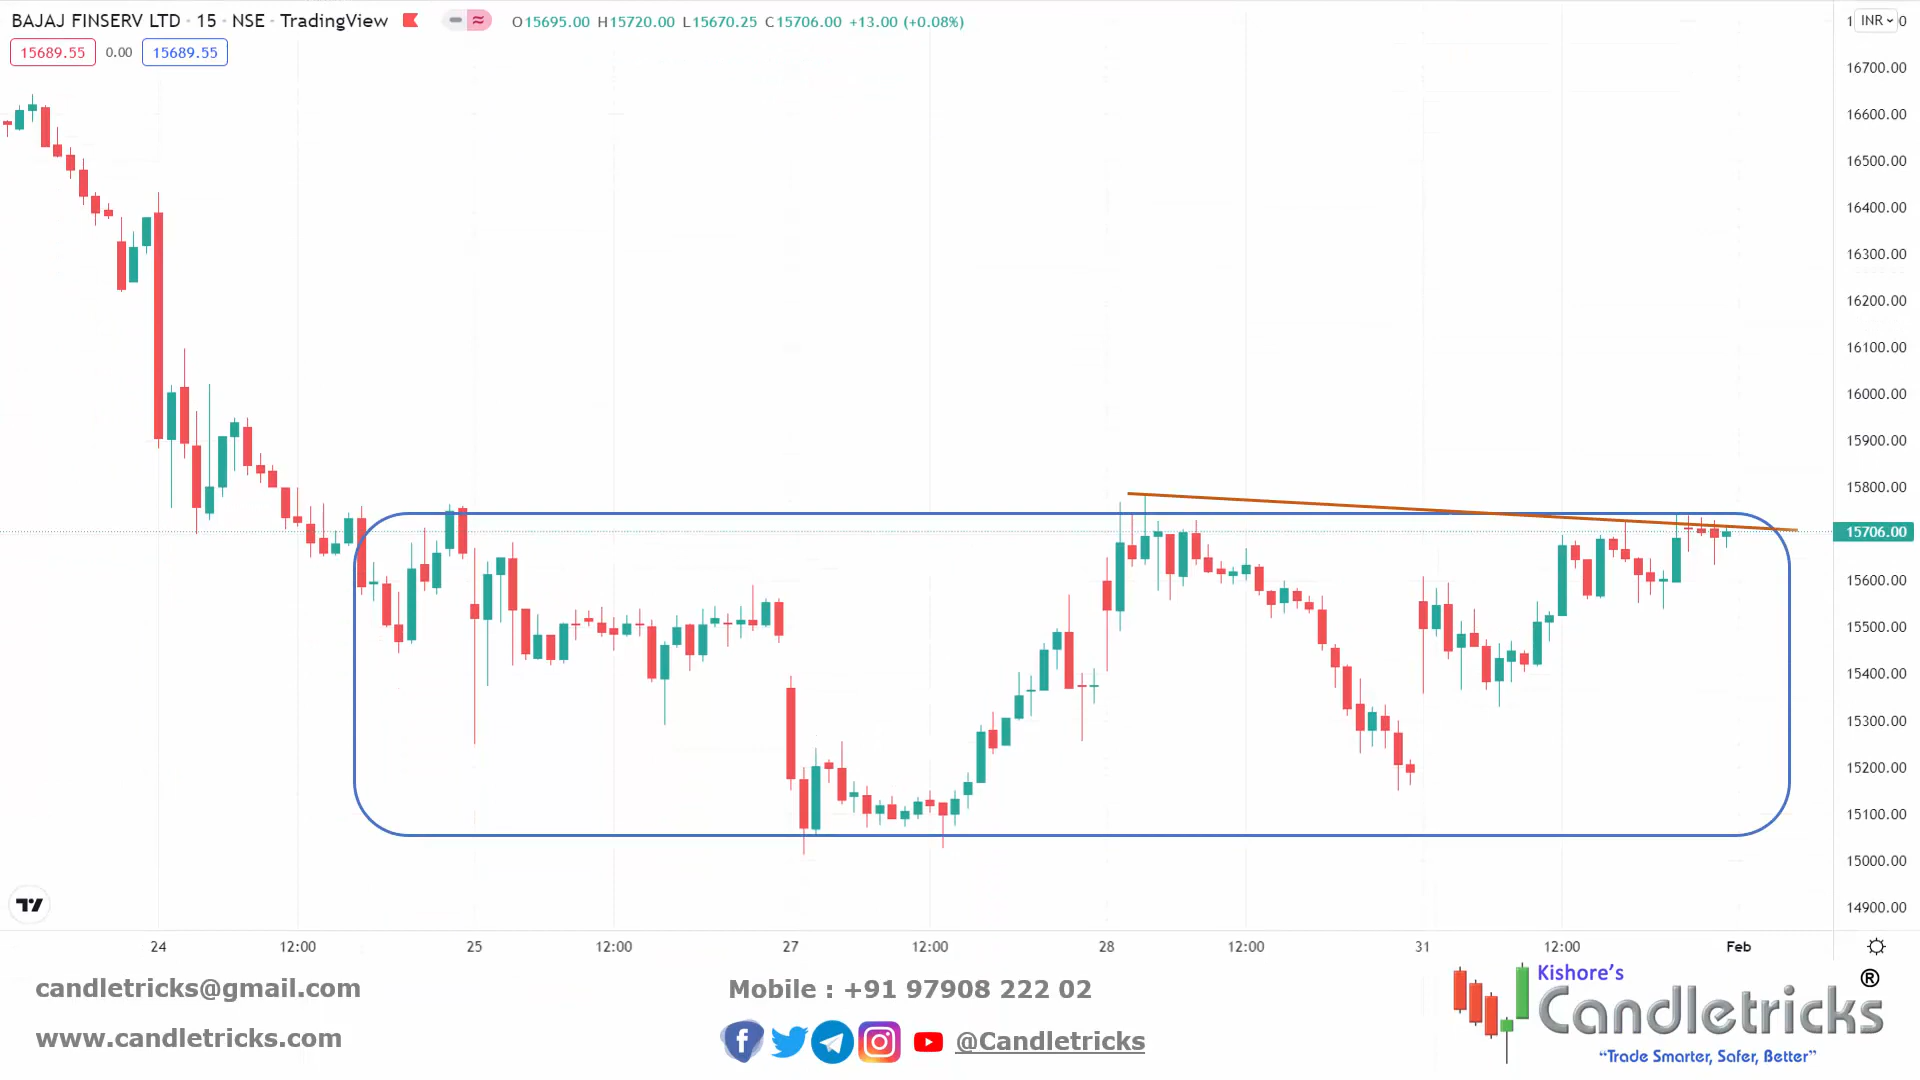 BAJAJ FINSERV LTD · 15 · NSE · TradingView O15695.00 H15720.00 L15670.25 C15706.00 +13.00 (+0.08%)
INR
15689.55 0.00 15689.55
16700.00
16600.00
16500.00
16400.00
16300.00
16200.00
16100.00
16000.00
15900.00
15800.00
15706.00
15600.00
15500.00
15400.00
15300.00
15200.00
15100.00
15000.00
14900.00
24 12:00 25 12:00 27 12:00 28 12:00 31 12:00 Feb
candletricks@gmail.com
www.candletricks.com
Mobile : +91 97908 222 02
@Candletricks
Kishore's
Candletricks ®
“Trade Smarter, Safer, Better”